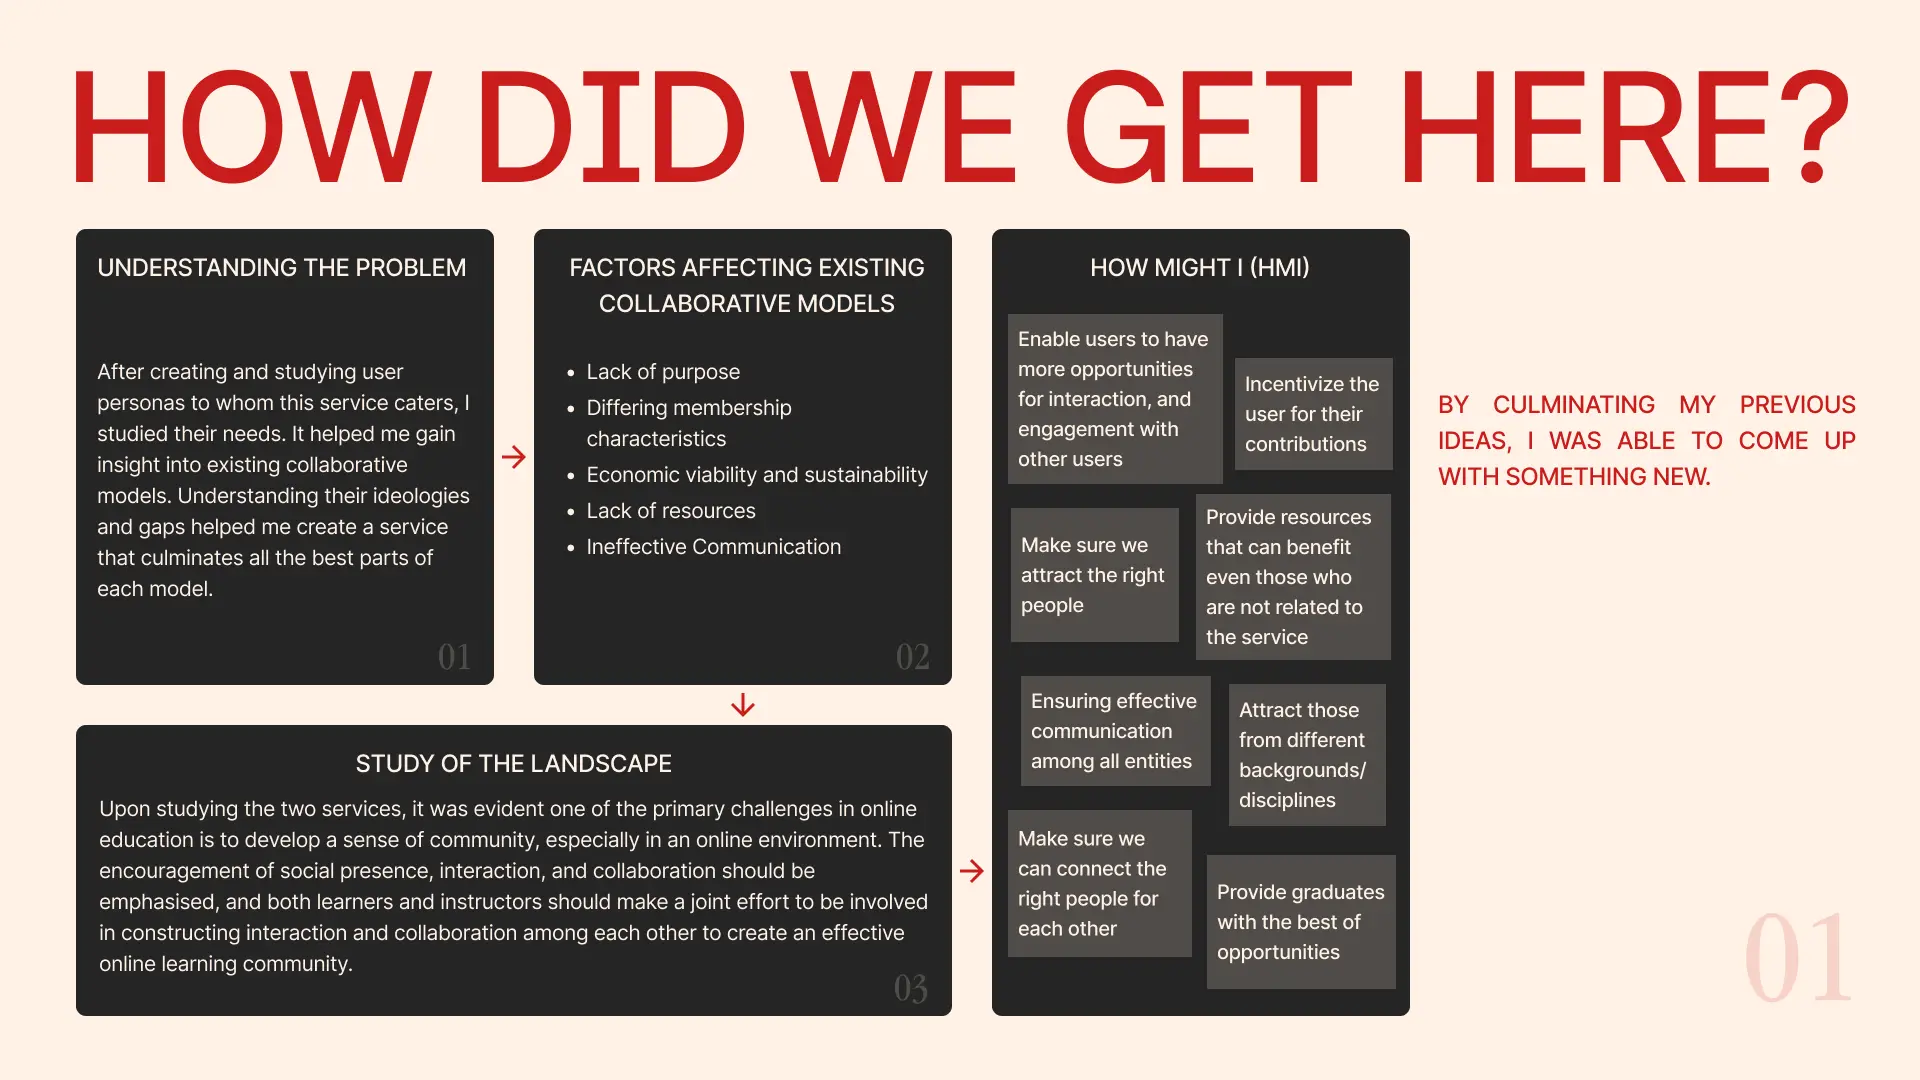 HOW DID WE GET HERE?
UNDERSTANDING THE PROBLEM
After creating and studying user
personas to whom this service caters, I
studied their needs. It helped me gain
insight into existing collaborative
models. Understanding their ideologies
and gaps helped me create a service
that culminates all the best parts of
each model.
01
FACTORS AFFECTING EXISTING
COLLABORATIVE MODELS
• Lack of purpose
• Differing membership
characteristics
• Economic viability and sustainability
• Lack of resources
• Ineffective Communication
02
STUDY OF THE LANDSCAPE
Upon studying the two services, it was evident one of the primary challenges in online
education is to develop a sense of community, especially in an online environment. The
encouragement of social presence, interaction, and collaboration should be
emphasised, and both learners and instructors should make a joint effort to be involved
in constructing interaction and collaboration among each other to create an effective
online learning community.
03
HOW MIGHT I (HMI)
Enable users to have
more opportunities
for interaction, and
engagement with
other users
Incentivize the
user for their
contributions
Make sure we
attract the right
people
Provide resources
that can benefit
even those who
are not related to
the service
Ensuring effective
communication
among all entities
Attract those
from different
backgrounds/
disciplines
Make sure we
can connect the
right people for
each other
Provide graduates
with the best of
opportunities
BY CULMINATING MY PREVIOUS
IDEAS, I WAS ABLE TO COME UP
WITH SOMETHING NEW.
01